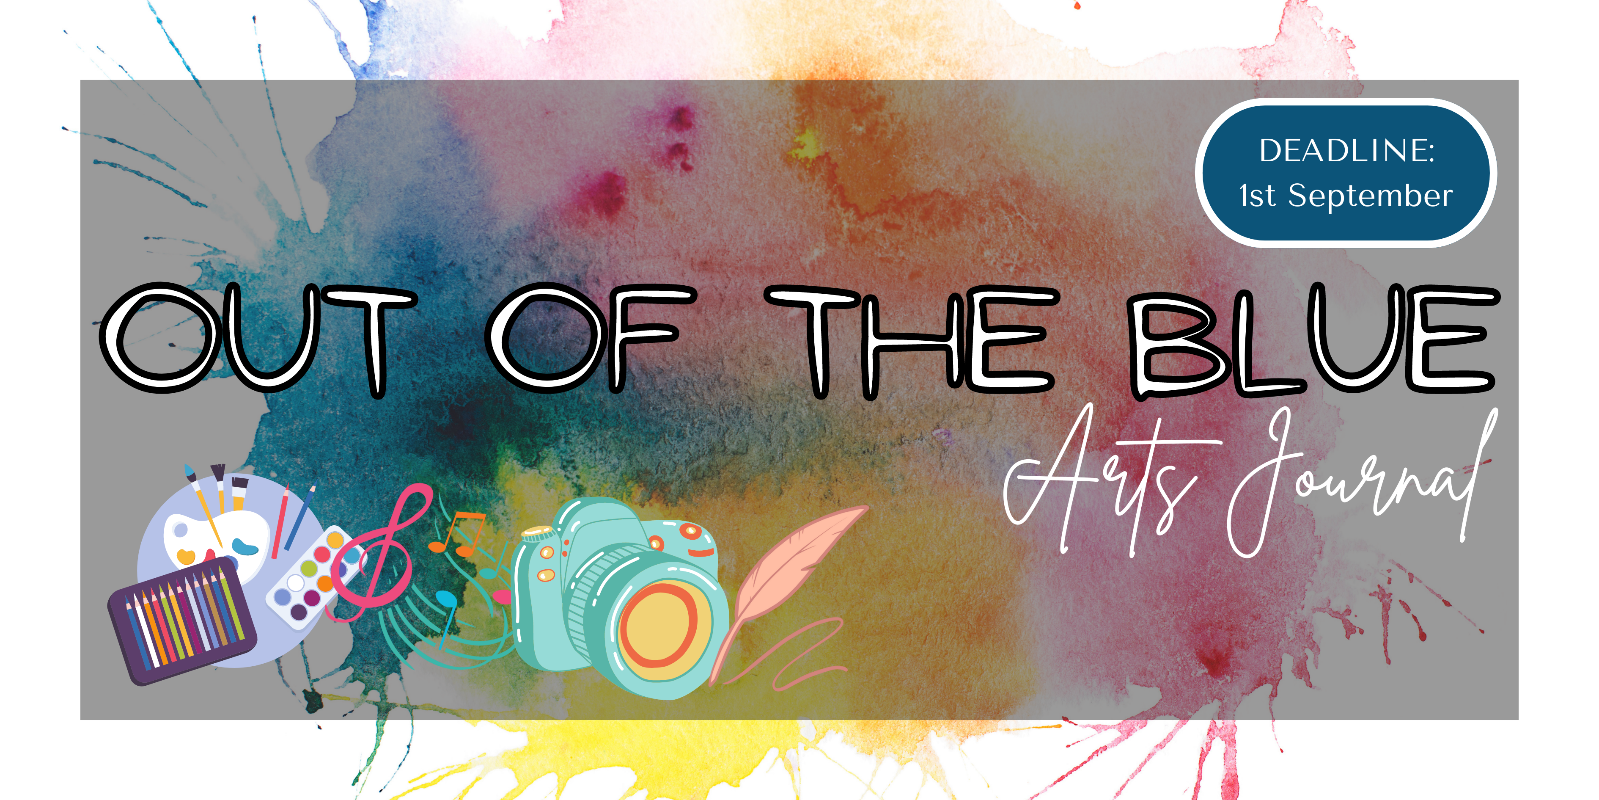 DEADLINE:
1st September
OUT OF THE BLUE
Arts Journal